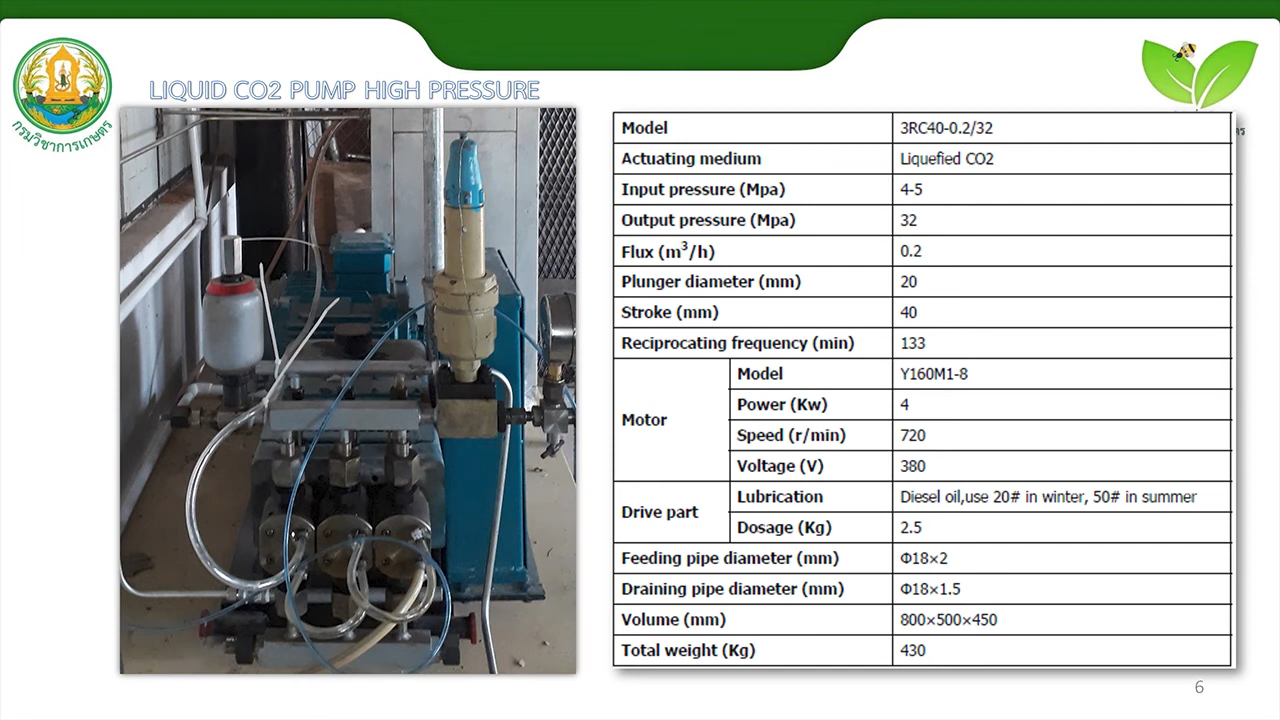 กรมวิชาการเกษตร
LIQUID CO2 PUMP HIGH PRESSURE
Model 3RC40-0.2/32
Actuating medium Liquefied CO2
Input pressure (Mpa) 4-5
Output pressure (Mpa) 32
Flux (m³/h) 0.2
Plunger diameter (mm) 20
Stroke (mm) 40
Reciprocating frequency (min) 133
Motor
Model Y160M1-8
Power (Kw) 4
Speed (r/min) 720
Voltage (V) 380
Drive part
Lubrication Diesel oil,use 20# in winter, 50# in summer
Dosage (Kg) 2.5
Feeding pipe diameter (mm) Φ18×2
Draining pipe diameter (mm) Φ18×1.5
Volume (mm) 800×500×450
Total weight (Kg) 430
6